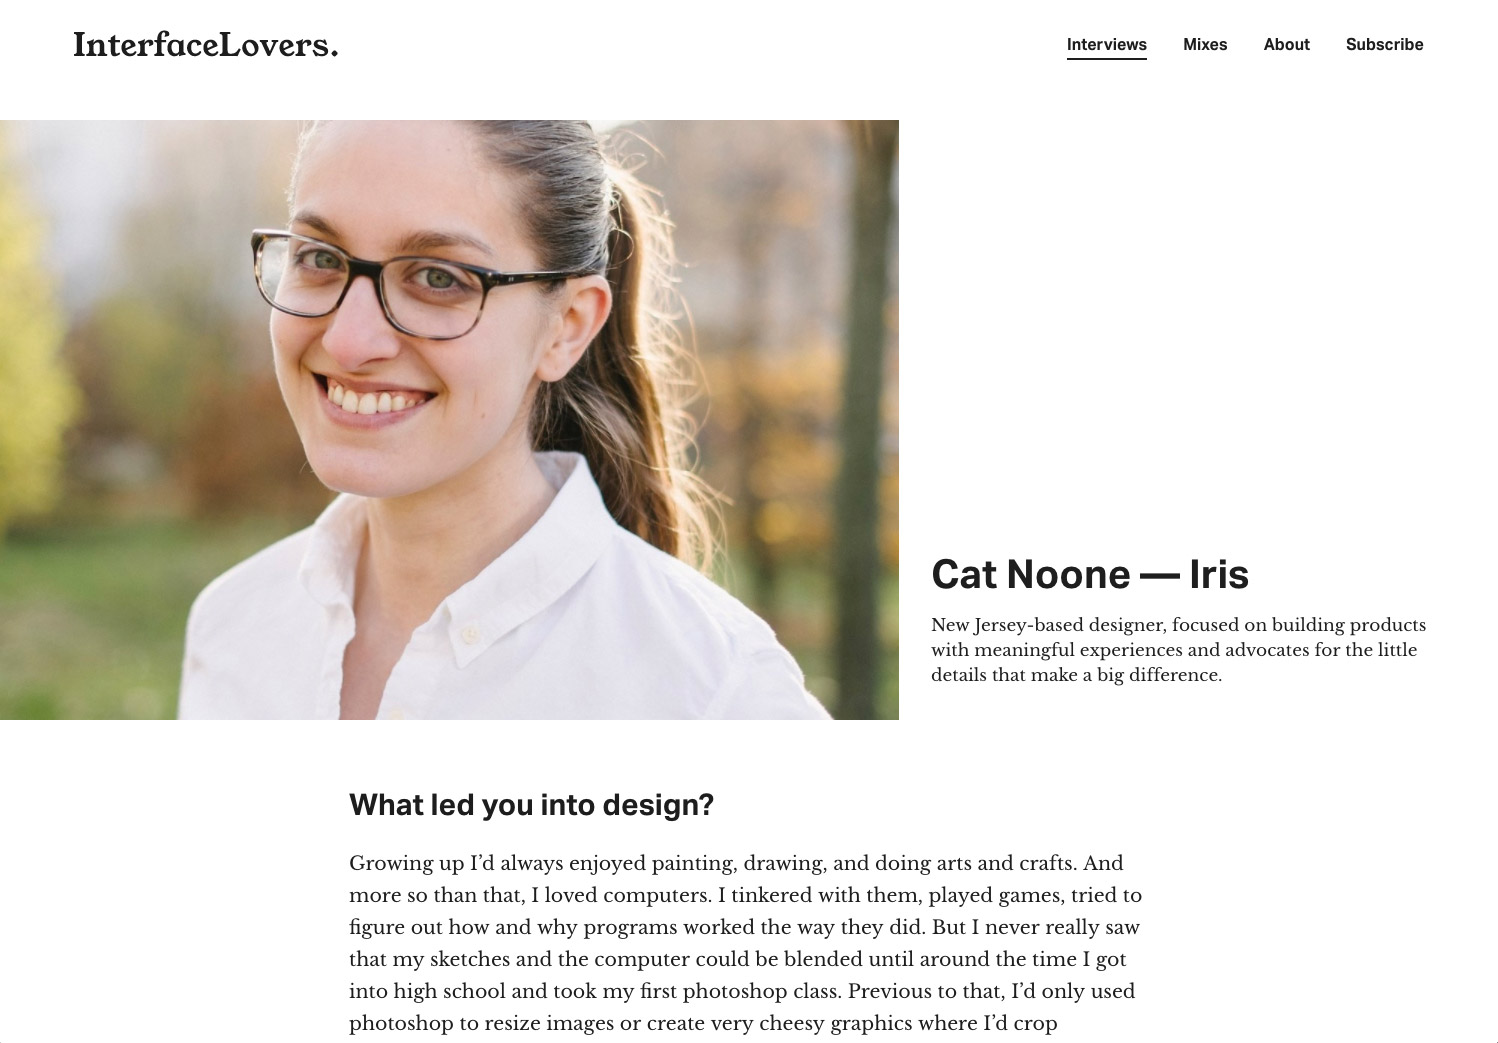 InterfaceLovers.
Interviews Mixes About Subscribe
Cat Noone — Iris
New Jersey-based designer, focused on building products
with meaningful experiences and advocates for the little
details that make a big difference.
What led you into design?
Growing up I’d always enjoyed painting, drawing, and doing arts and crafts. And
more so than that, I loved computers. I tinkered with them, played games, tried to
figure out how and why programs worked the way they did. But I never really saw
that my sketches and the computer could be blended until around the time I got
into high school and took my first photoshop class. Previous to that, I’d only used
photoshop to resize images or create very cheesy graphics where I’d crop